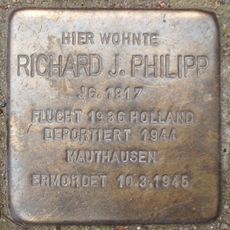 HIER WOHNTE
RICHARD J. PHILIPP
JG. 1917
FLUCHT 1936 HOLLAND
DEPORTIERT 1944
MAUTHAUSEN
ERMORDET 10.3.1945